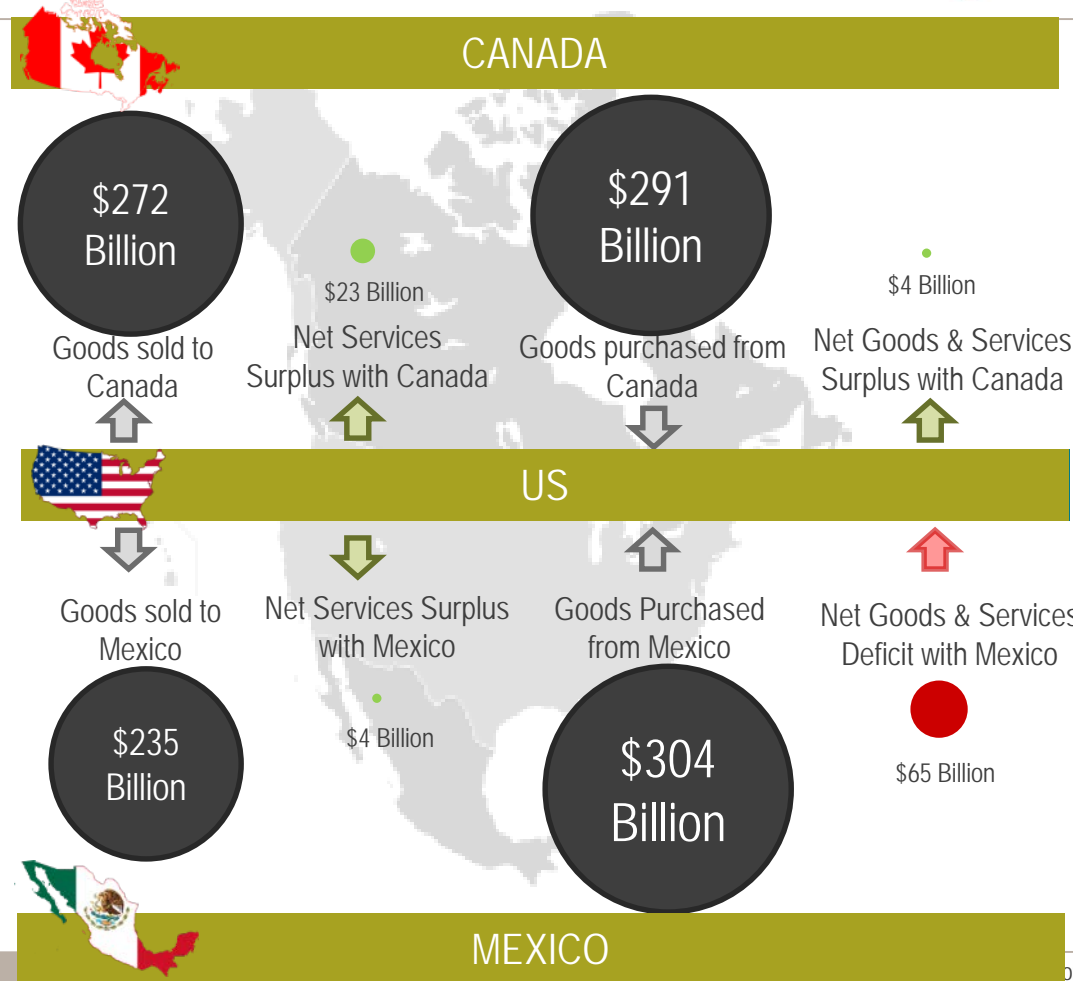 CANADA
$272
Billion
Goods sold to
Canada
$23 Billion
Net Services
Surplus with Canada
$291
Billion
Goods purchased from
Canada
$4 Billion
Net Goods & Services
Surplus with Canada
US
Goods sold to
Mexico
$235
Billion
Net Services Surplus
with Mexico
$4 Billion
Goods Purchased
from Mexico
$304
Billion
Net Goods & Services
Deficit with Mexico
$65 Billion
MEXICO